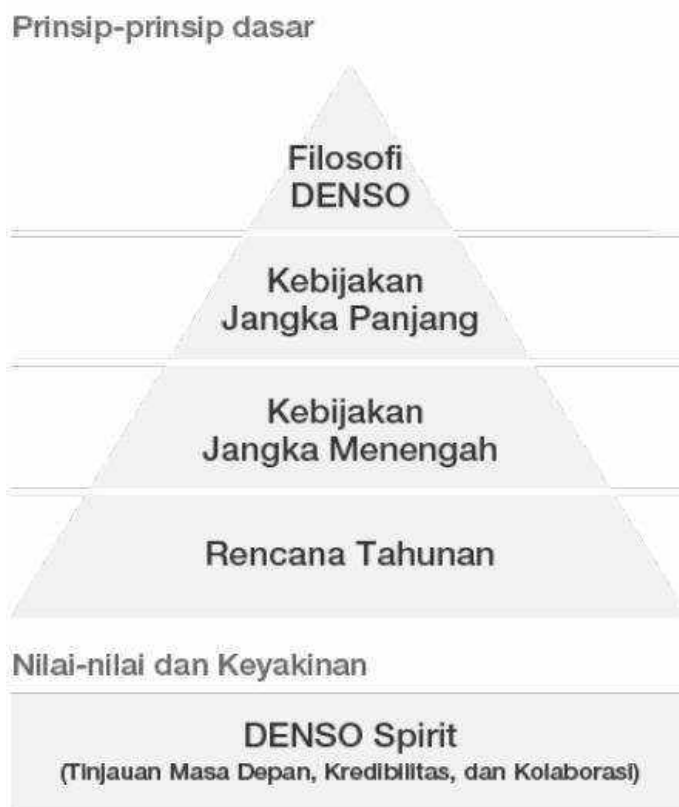 Prinsip-prinsip dasar
Filosofi
DENSO
Kebijakan
Jangka Panjang
Kebijakan
Jangka Menengah
Rencana Tahunan
Nilai-nilai dan Keyakinan
DENSO Spirit
(Tinjauan Masa Depan, Kredibilitas, dan Kolaborasi)